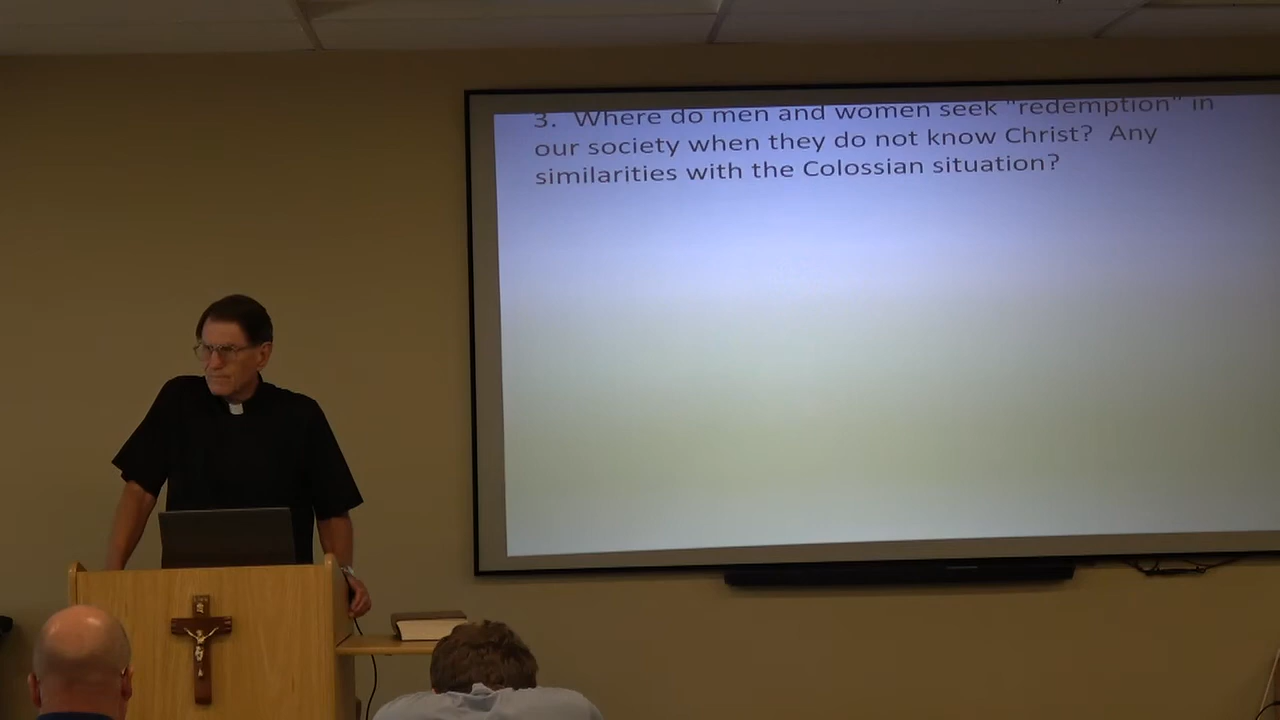 3. Where do men and women seek "redemption" in
our society when they do not know Christ? Any
similarities with the Colossian situation?